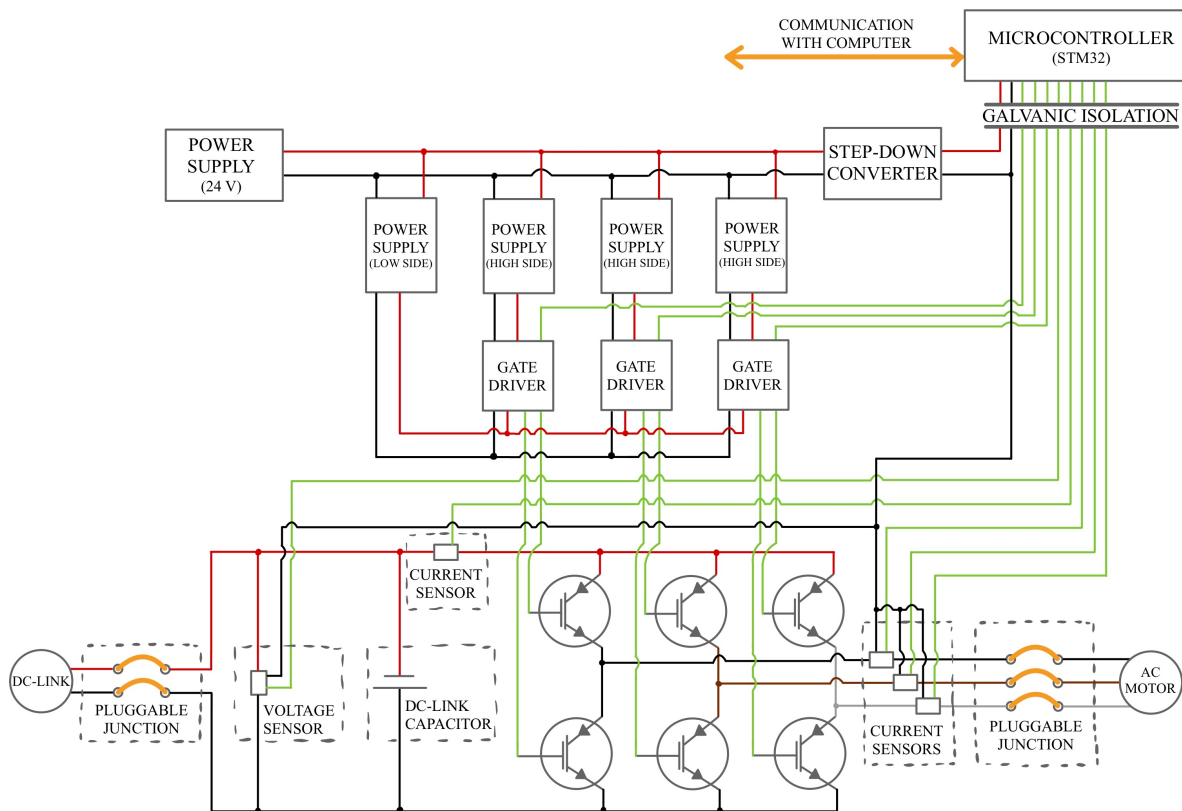 COMMUNICATION
WITH COMPUTER
MICROCONTROLLER
(STM32)
GALVANIC ISOLATION
POWER
SUPPLY
(24 V)
STEP-DOWN
CONVERTER
POWER
SUPPLY
(LOW SIDE)
POWER
SUPPLY
(HIGH SIDE)
POWER
SUPPLY
(HIGH SIDE)
POWER
SUPPLY
(HIGH SIDE)
GATE
DRIVER
GATE
DRIVER
GATE
DRIVER
CURRENT
SENSOR
DC-LINK
PLUGGABLE
JUNCTION
VOLTAGE
SENSOR
DC-LINK
CAPACITOR
CURRENT
SENSORS
PLUGGABLE
JUNCTION
AC
MOTOR